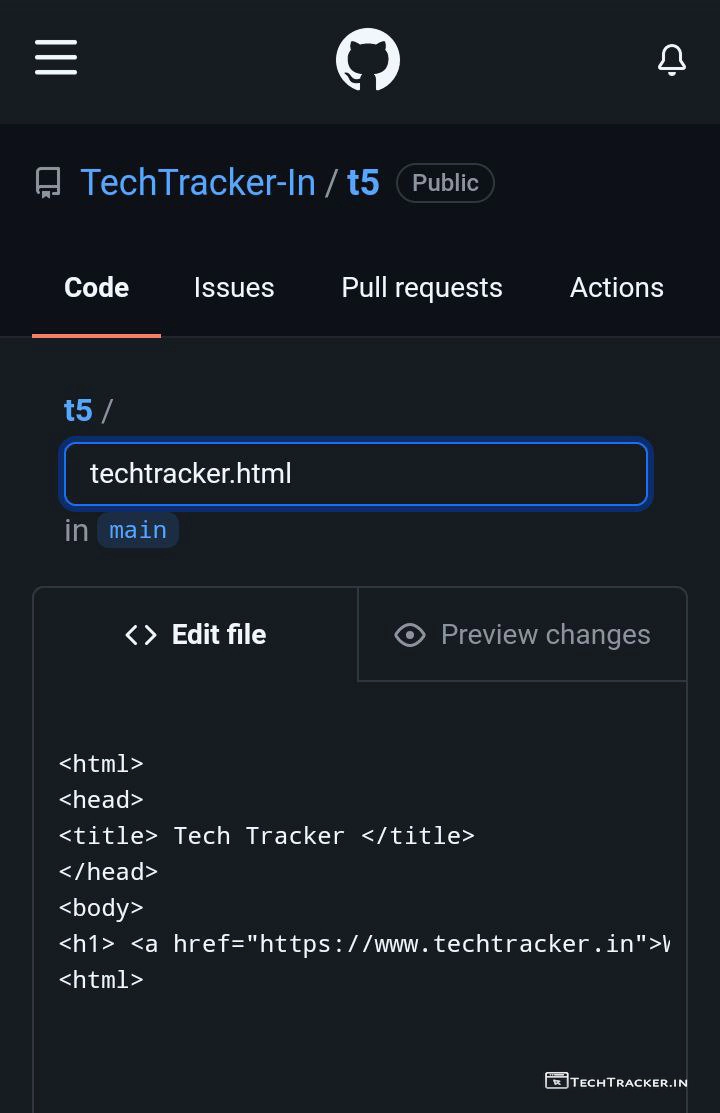 TechTracker-In / t5 Public
Code Issues Pull requests Actions
t5 /
techtracker.html
in main
<> Edit file Preview changes
<html>
<head>
<title> Tech Tracker </title>
</head>
<body>
<h1> <a href="https://www.techtracker.in">
<html>
TechTracker.in